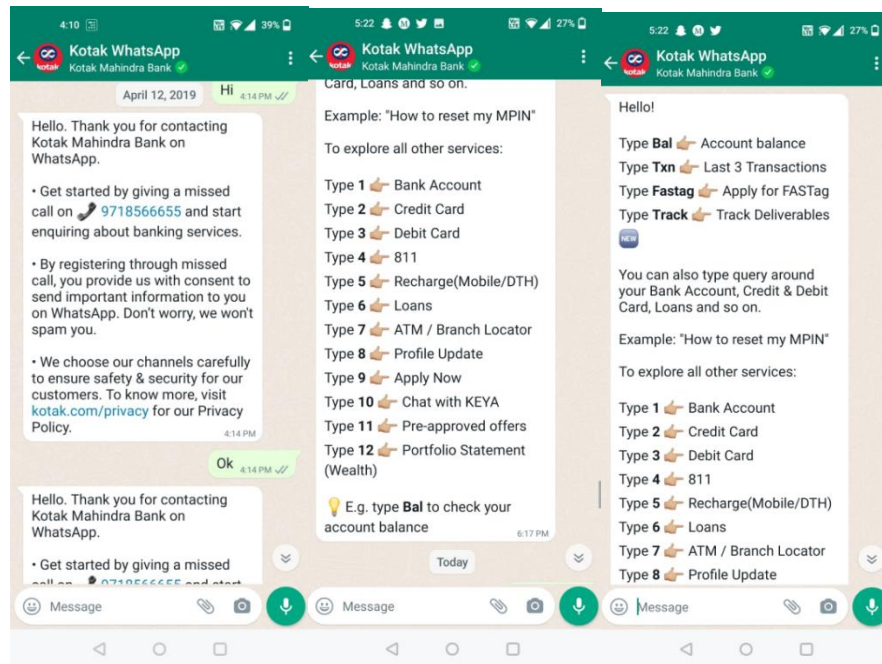 4:10 39%
Kotak WhatsApp
kotak Kotak Mahindra Bank
April 12, 2019
Hi 4:14 PM
Hello. Thank you for contacting
Kotak Mahindra Bank on
WhatsApp.
• Get started by giving a missed
call on 9718566655 and start
enquiring about banking services.
• By registering through missed
call, you provide us with consent to
send important information to you
on WhatsApp. Don't worry, we won't
spam you.
• We choose our channels carefully
to ensure safety & security for our
customers. To know more, visit
kotak.com/privacy for our Privacy
Policy.
4:14 PM
Ok 4:14 PM
Hello. Thank you for contacting
Kotak Mahindra Bank on
WhatsApp.
• Get started by giving a missed
call on 9718566655 and start
Message
5:22 27%
Kotak WhatsApp
kotak Kotak Mahindra Bank
Card, Loans and so on.
Example: "How to reset my MPIN"
To explore all other services:
Type 1 👉🏼 Bank Account
Type 2 👉🏼 Credit Card
Type 3 👉🏼 Debit Card
Type 4 👉🏼 811
Type 5 👉🏼 Recharge(Mobile/DTH)
Type 6 👉🏼 Loans
Type 7 👉🏼 ATM / Branch Locator
Type 8 👉🏼 Profile Update
Type 9 👉🏼 Apply Now
Type 10 👉🏼 Chat with KEYA
Type 11 👉🏼 Pre-approved offers
Type 12 👉🏼 Portfolio Statement
(Wealth)
💡 E.g. type Bal to check your
account balance
6:17 PM
Today
Message
5:22 27%
Kotak WhatsApp
kotak Kotak Mahindra Bank
Hello!
Type Bal 👉🏼 Account balance
Type Txn 👉🏼 Last 3 Transactions
Type Fastag 👉🏼 Apply for FASTag
Type Track 👉🏼 Track Deliverables
NEW
You can also type query around
your Bank Account, Credit & Debit
Card, Loans and so on.
Example: "How to reset my MPIN"
To explore all other services:
Type 1 👉🏼 Bank Account
Type 2 👉🏼 Credit Card
Type 3 👉🏼 Debit Card
Type 4 👉🏼 811
Type 5 👉🏼 Recharge(Mobile/DTH)
Type 6 👉🏼 Loans
Type 7 👉🏼 ATM / Branch Locator
Type 8 👉🏼 Profile Update
Message